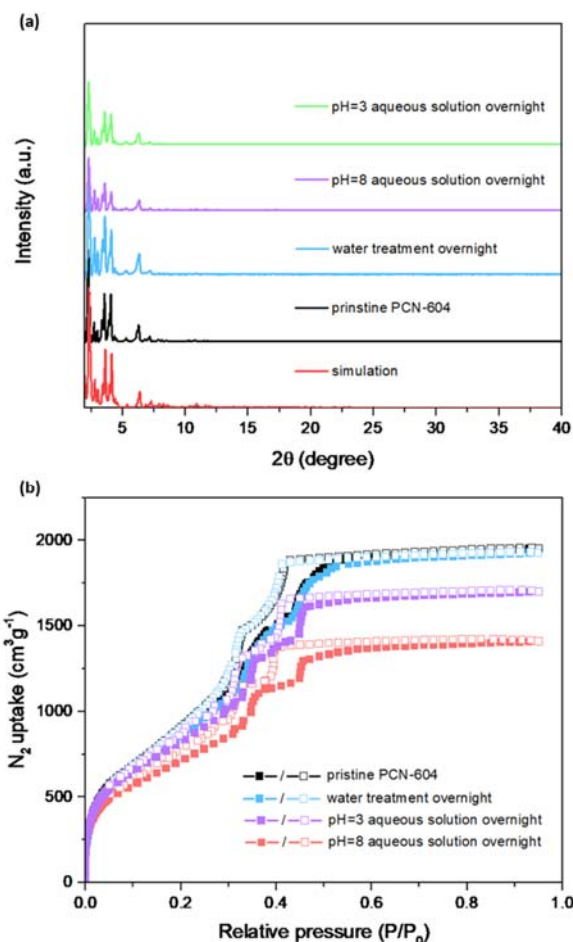 (a)
Intensity (a.u.)
pH=3 aqueous solution overnight
pH=8 aqueous solution overnight
water treatment overnight
prinstine PCN-604
simulation
5 10 15 20 25 30 35 40
2θ (degree)
(b)
N₂ uptake (cm³g⁻¹)
2000
1500
1000
500
0
pristine PCN-604
water treatment overnight
pH=3 aqueous solution overnight
pH=8 aqueous solution overnight
0.0 0.2 0.4 0.6 0.8 1.0
Relative pressure (P/P₀)